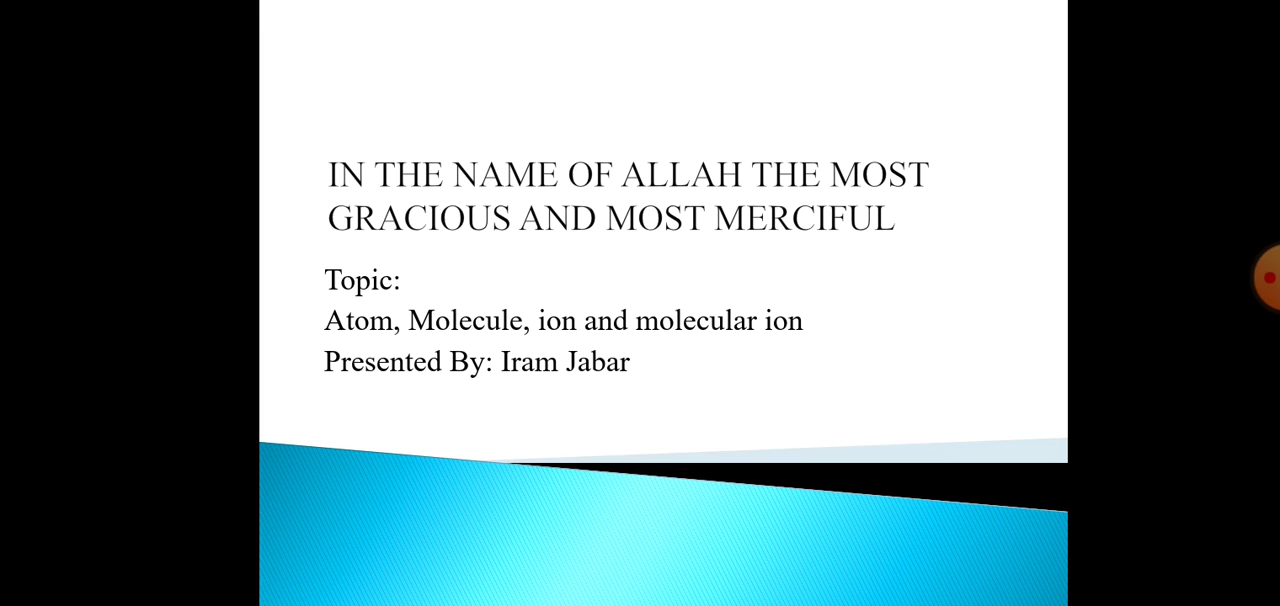 IN THE NAME OF ALLAH THE MOST
GRACIOUS AND MOST MERCIFUL
Topic:
Atom, Molecule, ion and molecular ion
Presented By: Iram Jabar